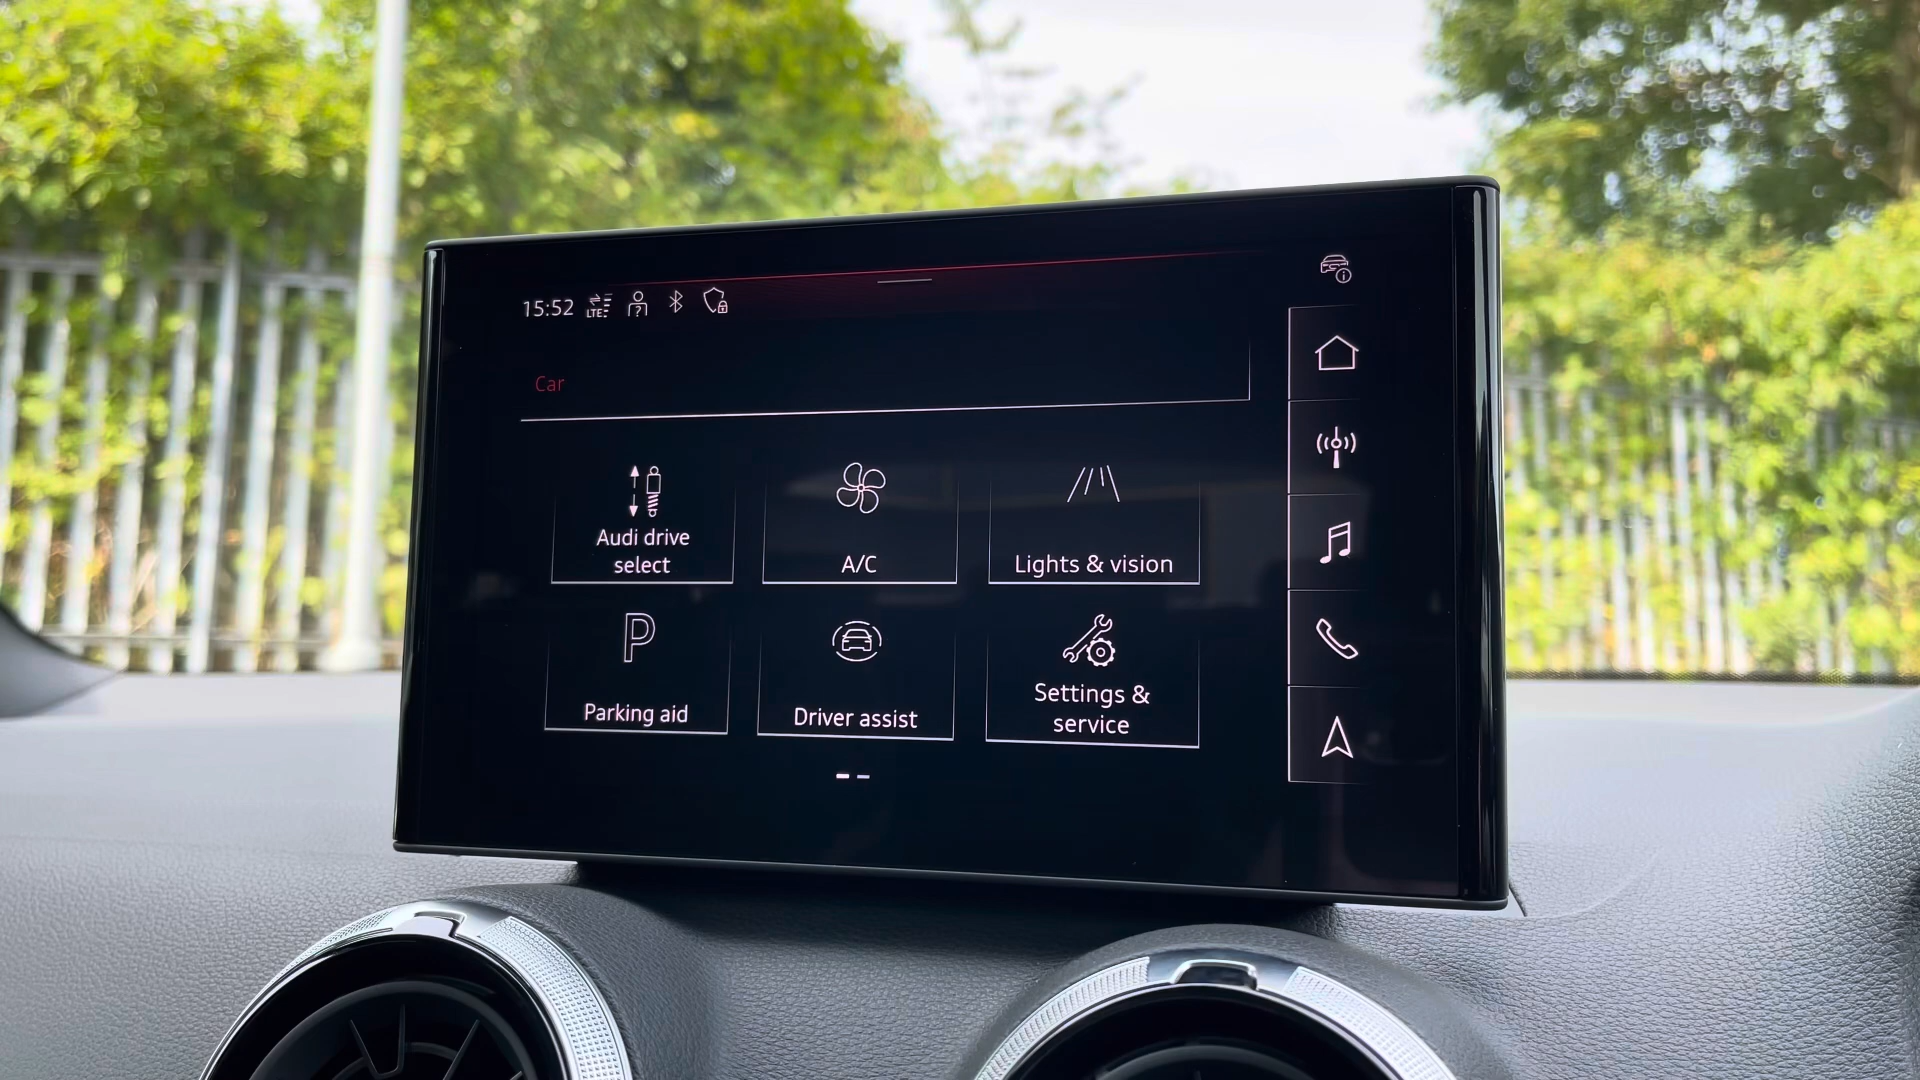 15:52 LTE
Car
Audi drive
select
A/C
Lights & vision
P
Parking aid
Driver assist
Settings &
service